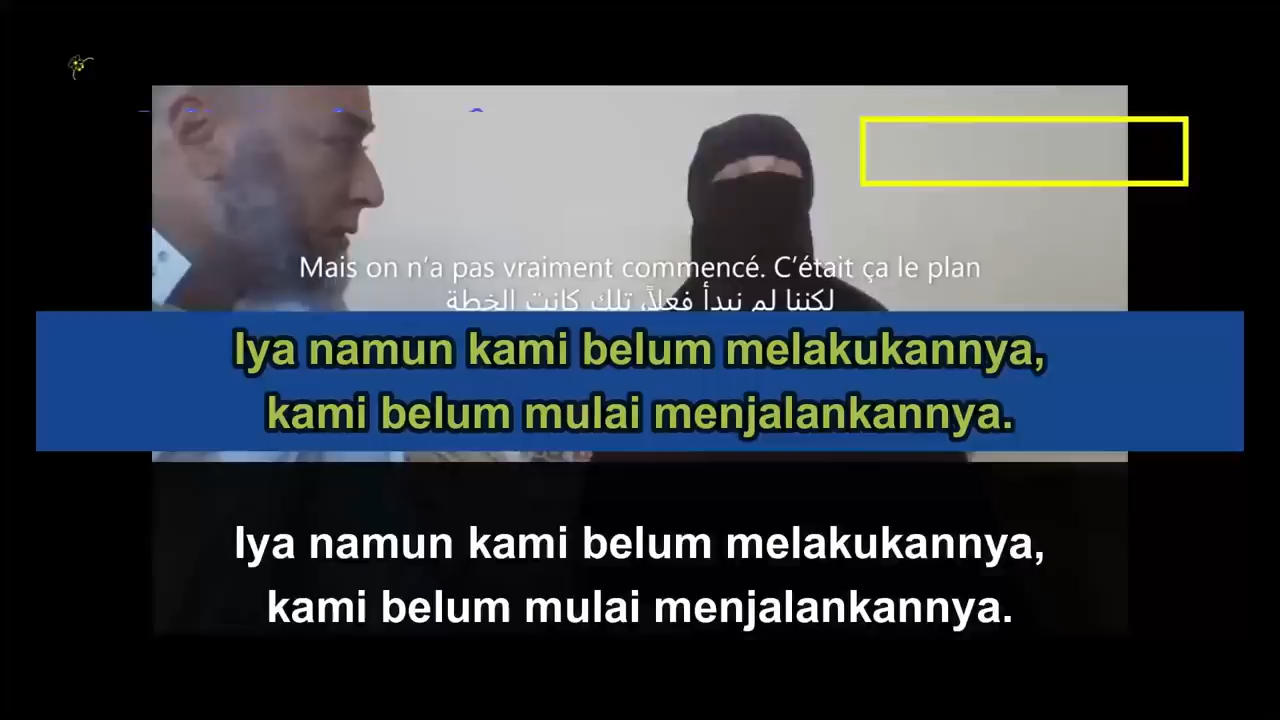 Mais on n'a pas vraiment commencé. C'était ça le plan
لكننا لم نبدأ فعلاً، تلك كانت الخطة
Iya namun kami belum melakukannya,
kami belum mulai menjalankannya.
Iya namun kami belum melakukannya,
kami belum mulai menjalankannya.